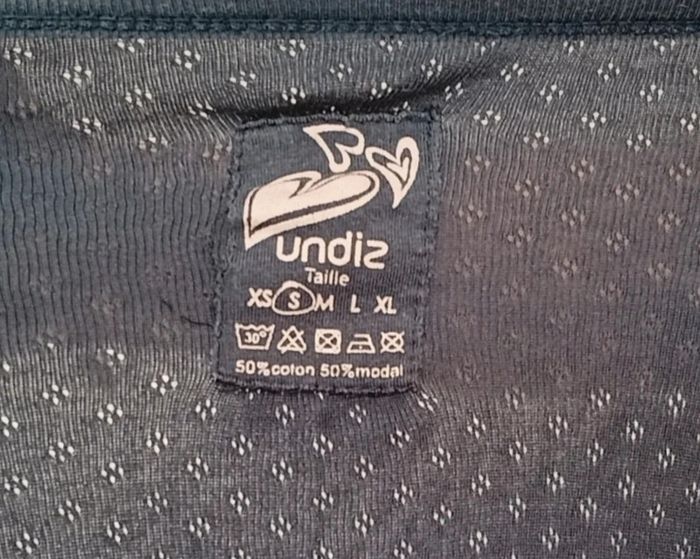 undiz
Taille
XS S M L XL
30°
50%coton 50%modal